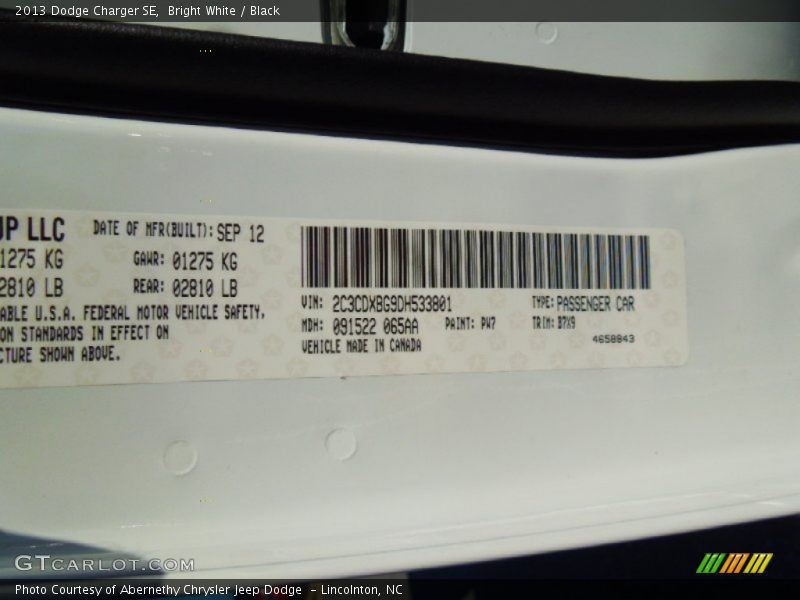 2013 Dodge Charger SE, Bright White / Black
UP LLC
DATE OF MFR(BUILT): SEP 12
1275 KG
GAWR: 01275 KG
2810 LB
REAR: 02810 LB
ABLE U.S.A. FEDERAL MOTOR VEHICLE SAFETY,
ON STANDARDS IN EFFECT ON
CTURE SHOWN ABOVE.
VIN: 2C3CDXBG9DH533801
TYPE: PASSENGER CAR
MDH: 091522 065AA
PAINT: PW7
TRIM: B7X9
VEHICLE MADE IN CANADA
4658843
GTCARLOT.COM
Photo Courtesy of Abernethy Chrysler Jeep Dodge - Lincolnton, NC